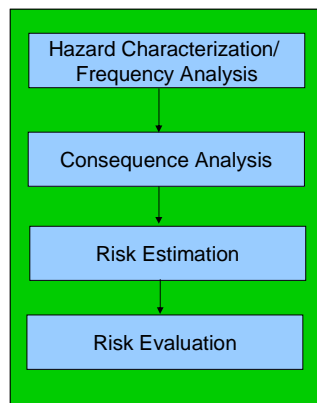 Hazard Characterization/
Frequency Analysis
Consequence Analysis
Risk Estimation
Risk Evaluation